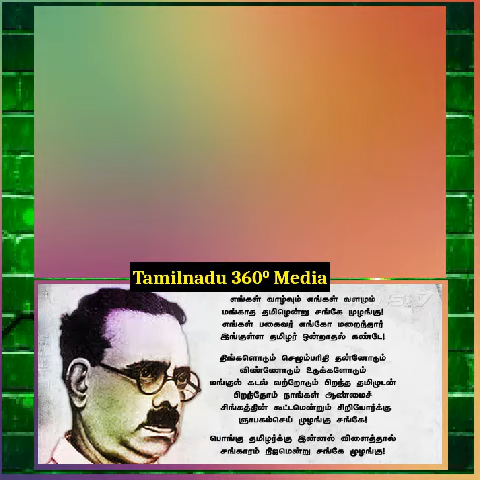 Tamilnadu 360º Media
எங்கள் வாழ்வும் எங்கள் வளமும்
மங்காத தமிழென்று சங்கே முழங்கு!
எங்கள் பகைவர் எங்கோ மறைந்தார்
இங்குள்ள தமிழர் ஒன்றாதல் கண்டே!
திங்களொடும் செழும்பரிதி தன்னோடும்
விண்ணோடும் உடுக்களோடும்
மங்குல் கடல் வற்றோடும் பிறந்த தமிழுடன்
பிறந்தோம் நாங்கள் ஆண்மைச்
சிங்கத்தின் கூட்டமென்றும் சிறியோர்க்கு
ஞாபகம்செய் முழங்கு சங்கே!
பொங்கு தமிழர்க்கு இன்னல் விளைத்தால்
சங்காரம் நிஜமென்று சங்கே முழங்கு!